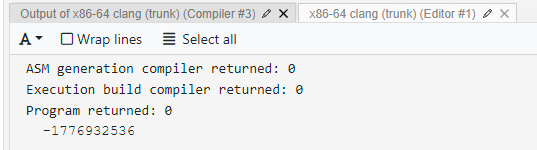 Output of x86-64 clang (trunk) (Compiler #3) x86-64 clang (trunk) (Editor #1)
A Wrap lines Select all
ASM generation compiler returned: 0
Execution build compiler returned: 0
Program returned: 0
-1776932536